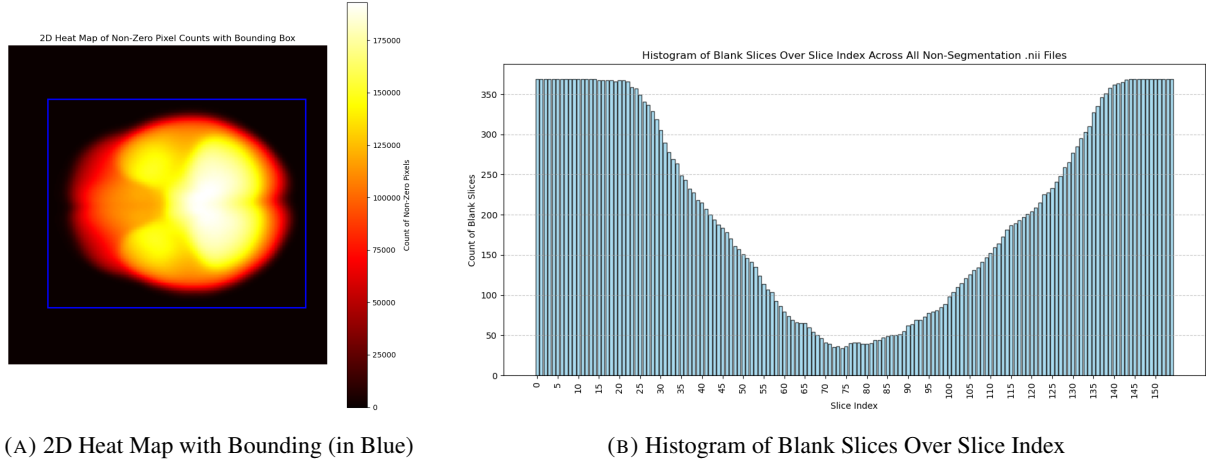 2D Heat Map of Non-Zero Pixel Counts with Bounding Box
175000
150000
125000
100000
75000
50000
25000
0
Count of Non-Zero Pixels
(A) 2D Heat Map with Bounding (in Blue)
Histogram of Blank Slices Over Slice Index Across All Non-Segmentation .nii Files
Count of Blank Slices
350
300
250
200
150
100
50
0
0 5 10 15 20 25 30 35 40 45 50 55 60 65 70 75 80 85 90 95 100 105 110 115 120 125 130 135 140 145 150
Slice Index
(B) Histogram of Blank Slices Over Slice Index